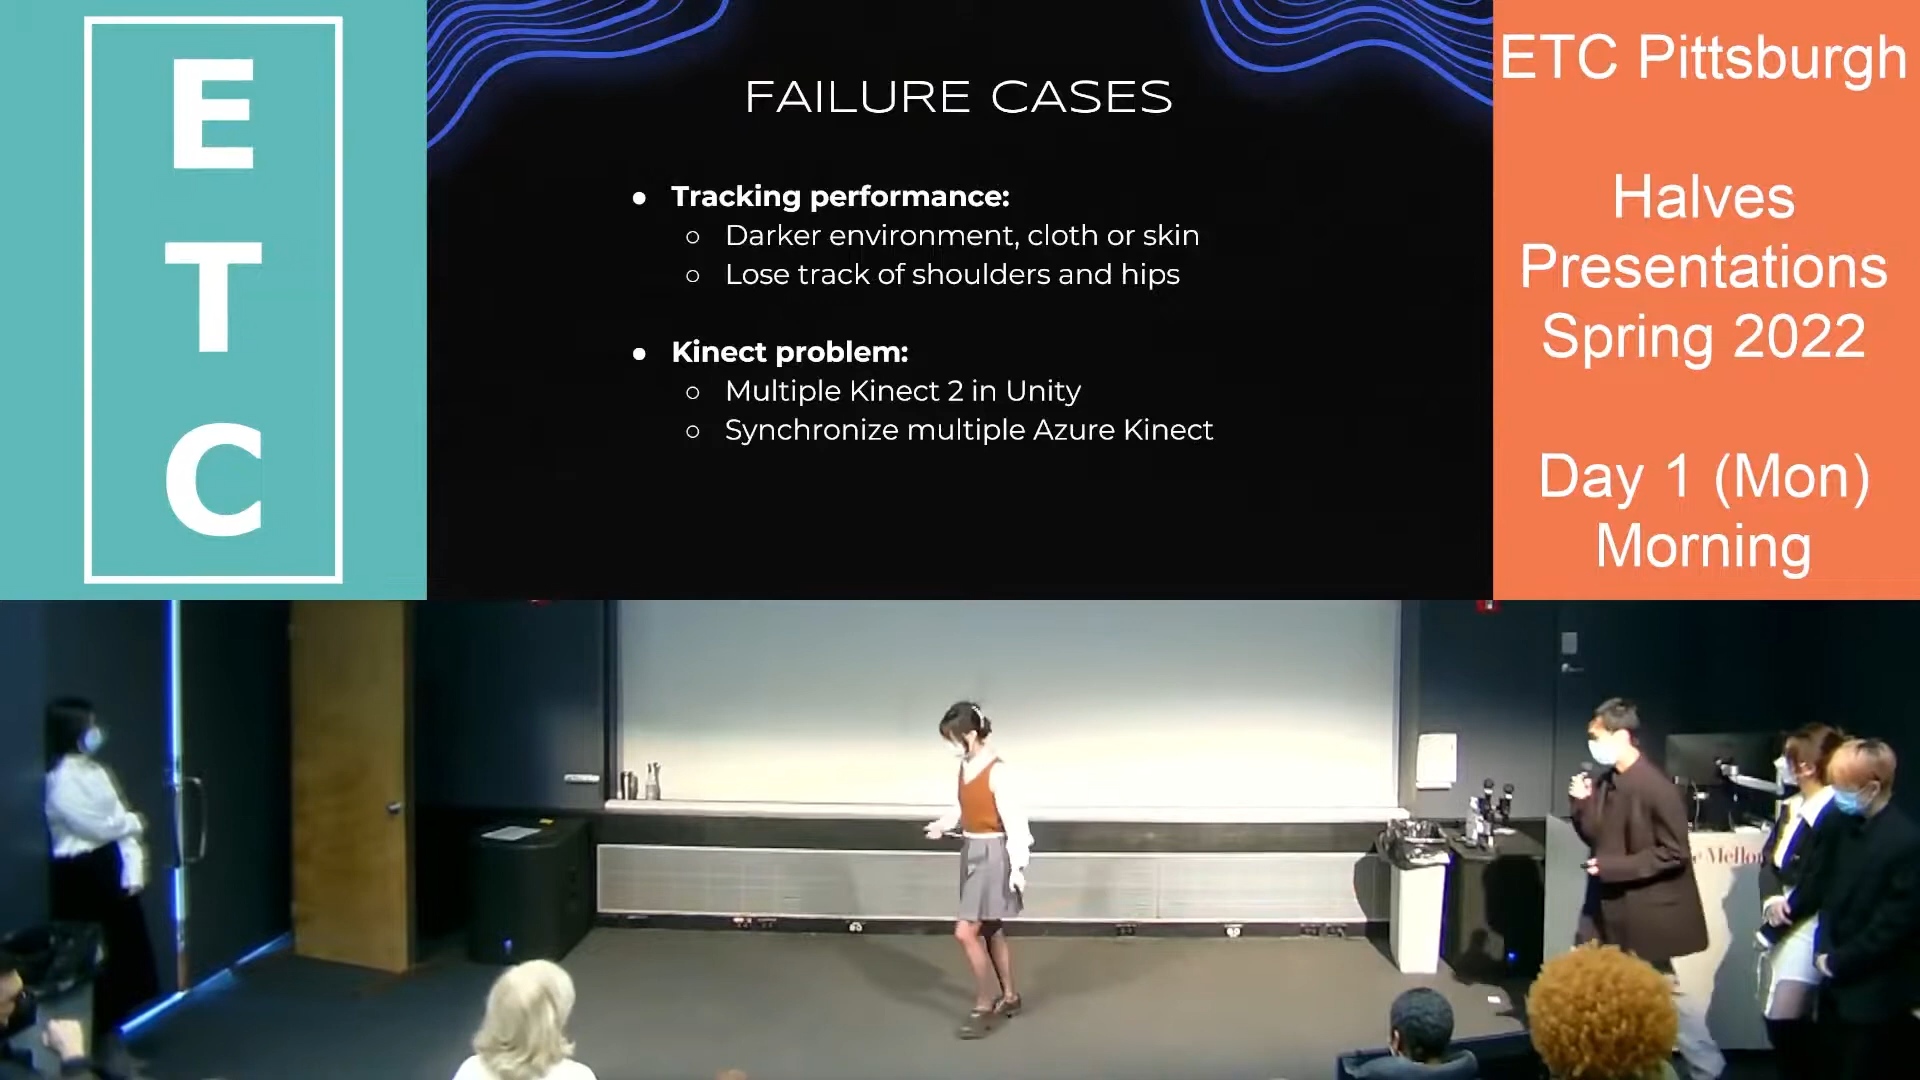 E
T
C
FAILURE CASES
● Tracking performance:
○ Darker environment, cloth or skin
○ Lose track of shoulders and hips
● Kinect problem:
○ Multiple Kinect 2 in Unity
○ Synchronize multiple Azure Kinect
ETC Pittsburgh
Halves
Presentations
Spring 2022
Day 1 (Mon)
Morning